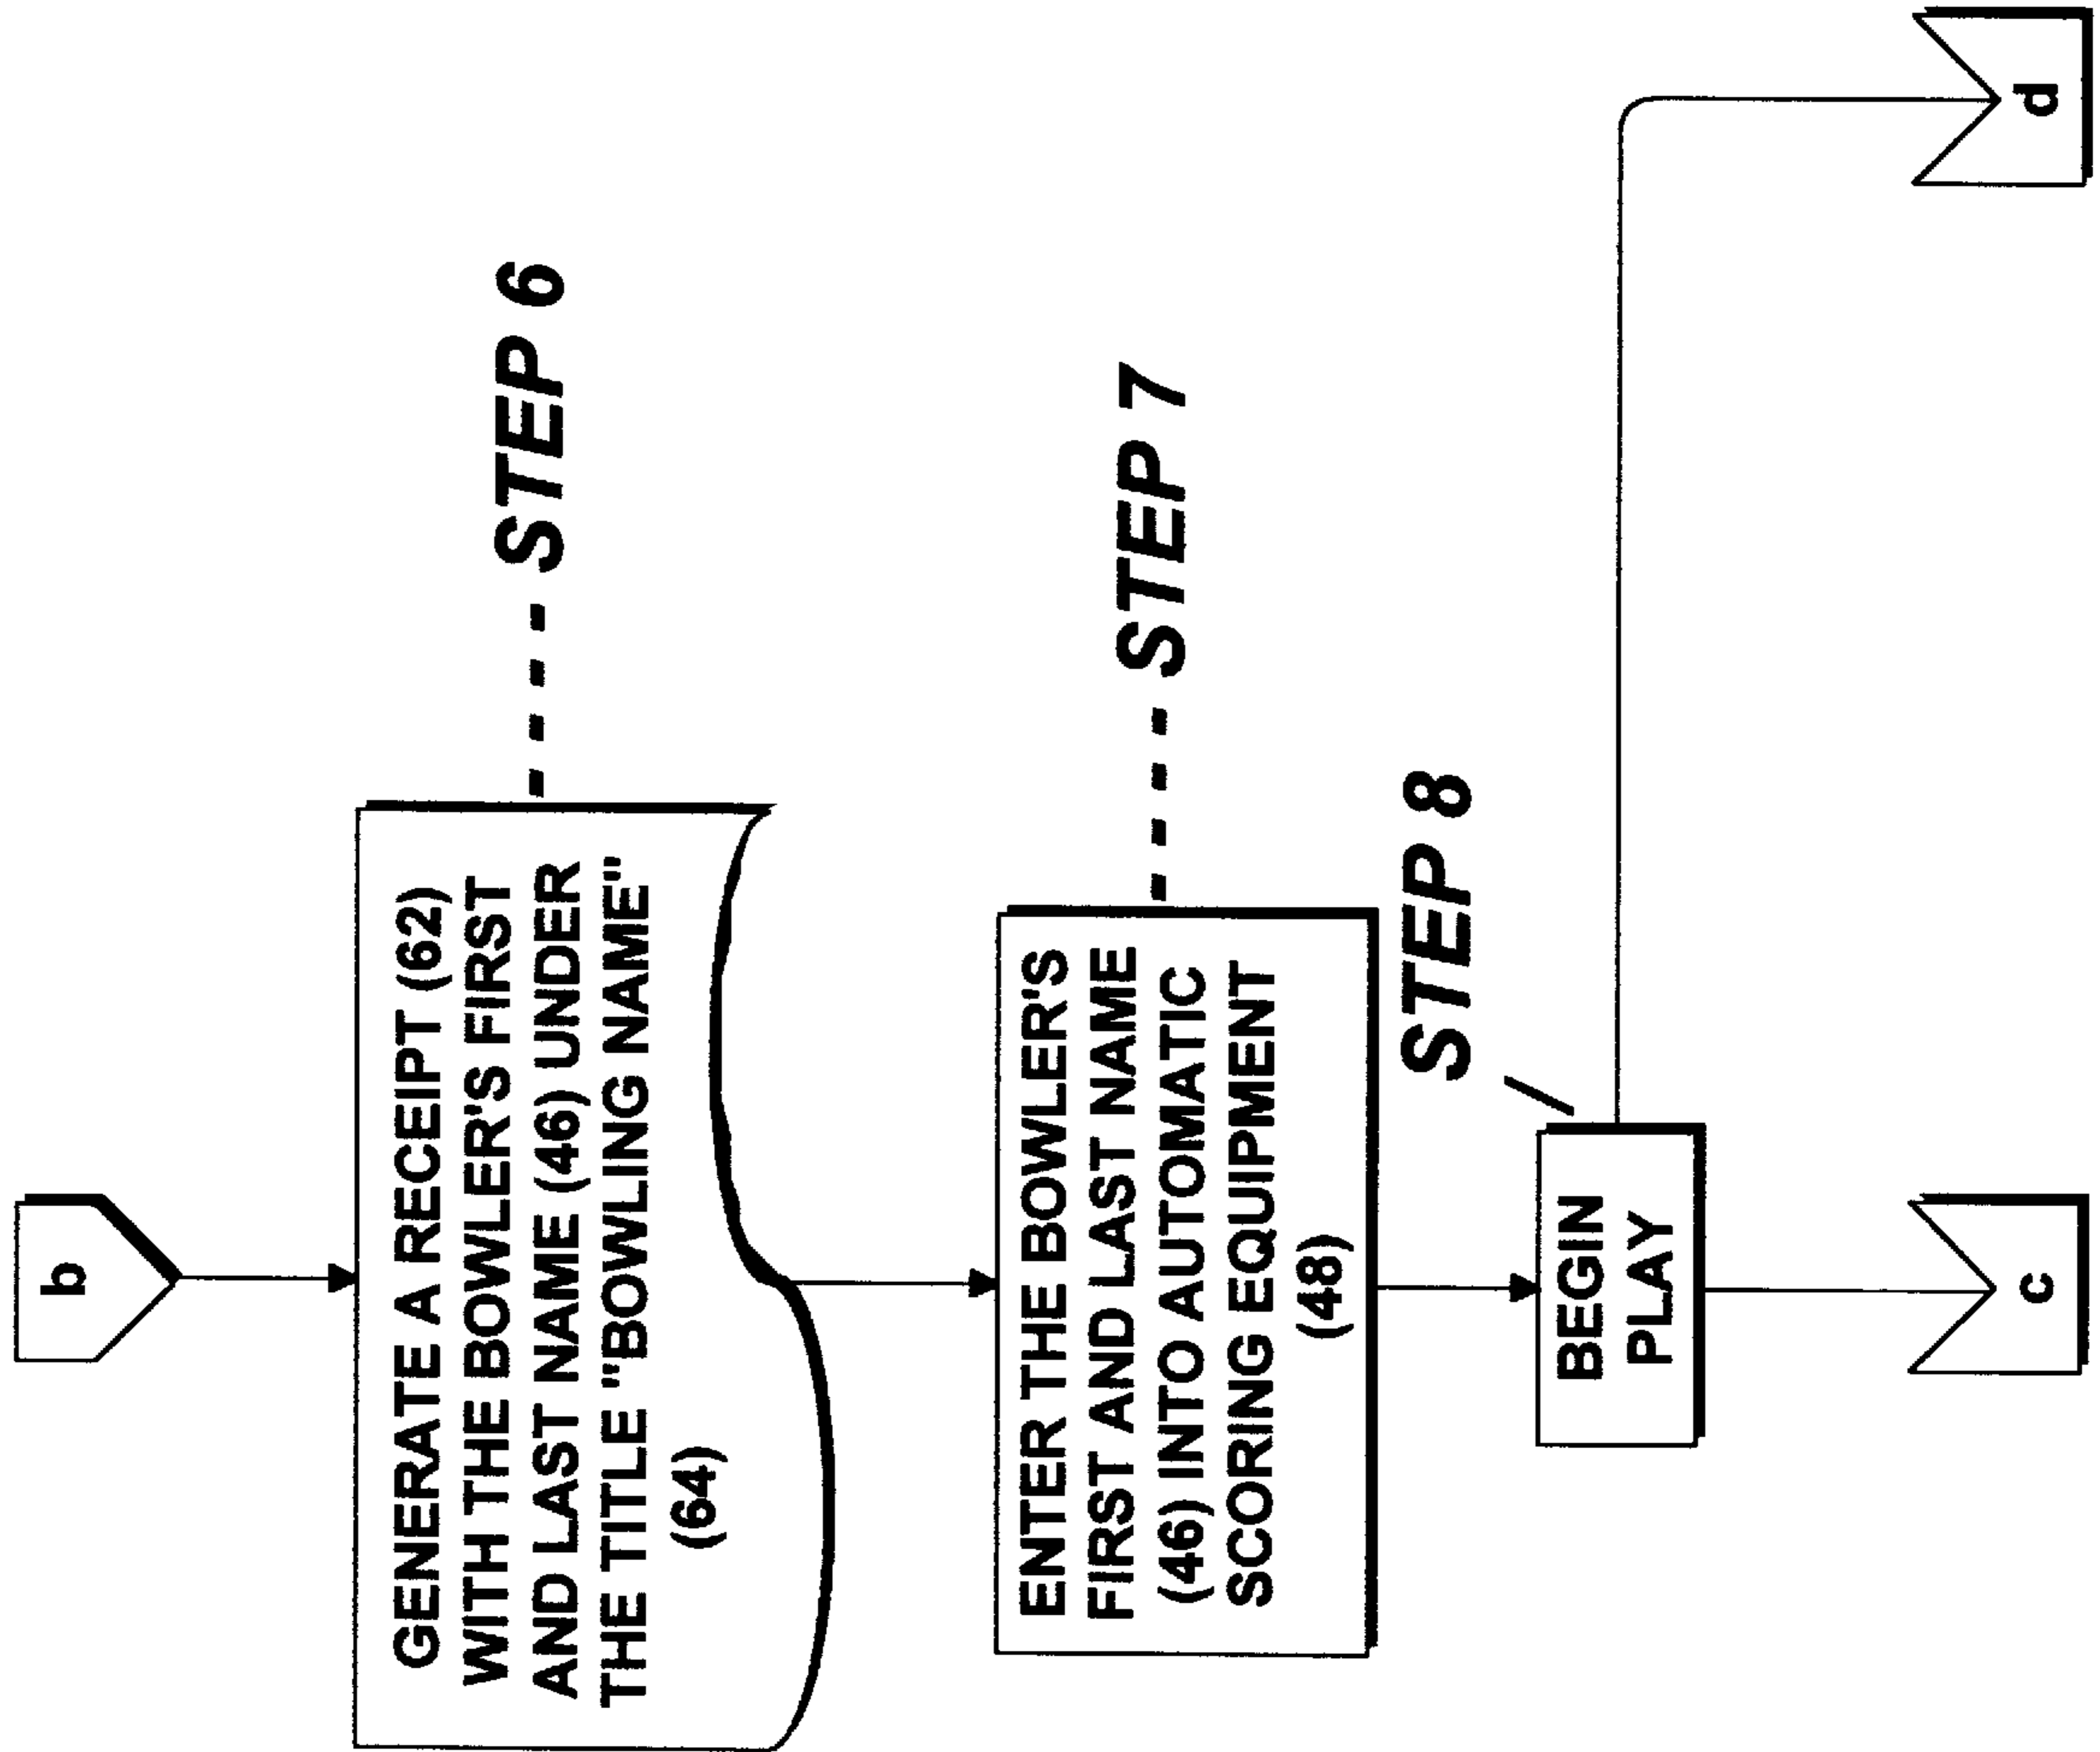 b
GENERATE A RECEIPT (62)
WITH THE BOWLER'S FIRST
AND LAST NAME (46) UNDER
THE TITLE "BOWLING NAME"
(64)
STEP 6
ENTER THE BOWLER'S
FIRST AND LAST NAME
(46) INTO AUTOMATIC
SCORING EQUIPMENT
(48)
STEP 7
STEP 8
BEGIN
PLAY
c
d